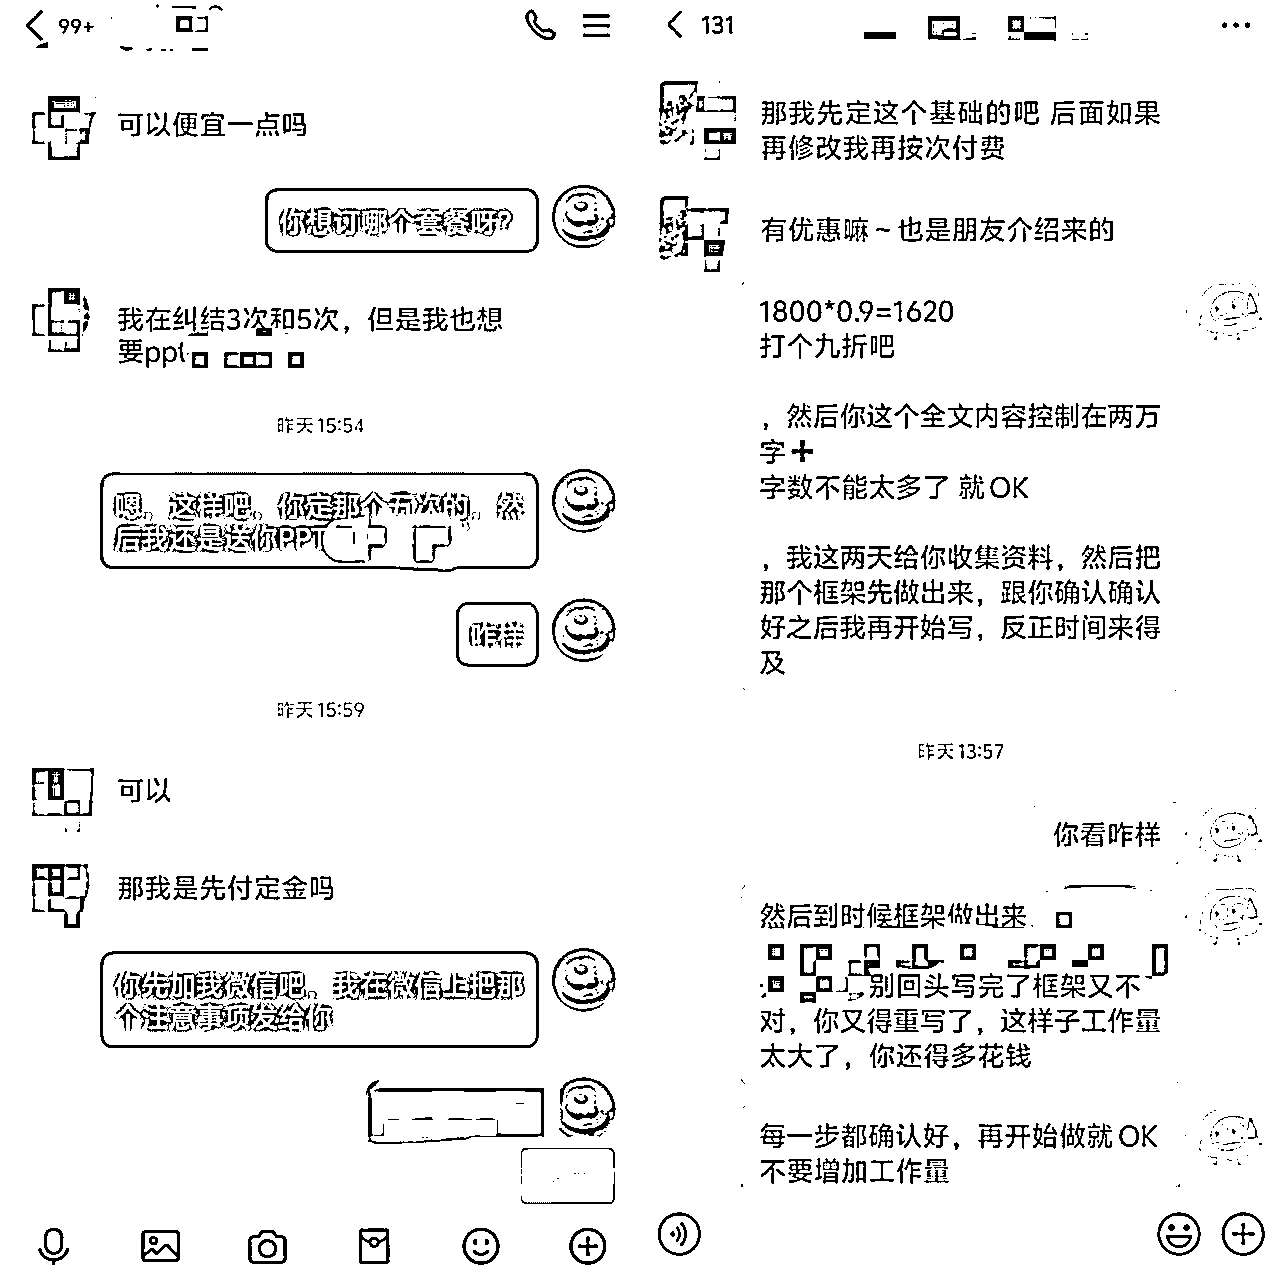 99+
可以便宜一点吗
你想订哪个套餐呀?
我在纠结3次和5次，但是我也想
要ppt
昨天 15:54
嗯。这样吧。你定那个五次的。然
后我还是送你PPT
咋样
昨天 15:59
可以
那我是先付定金吗
你先加我微信吧。我在微信上把那
个注意事项发给你
131
那我先定这个基础的吧 后面如果
再修改我再按次付费
有优惠嘛~也是朋友介绍来的
1800*0.9=1620
打个九折吧
，然后你这个全文内容控制在两万
字➕
字数不能太多了 就OK
，我这两天给你收集资料，然后把
那个框架先做出来，跟你确认确认
好之后我再开始写，反正时间来得
及
昨天 13:57
你看咋样
然后到时候框架做出来
，别回头写完了框架又不
对，你又得重写了，这样子工作量
太大了，你还得多花钱
每一步都确认好，再开始做就OK
不要增加工作量